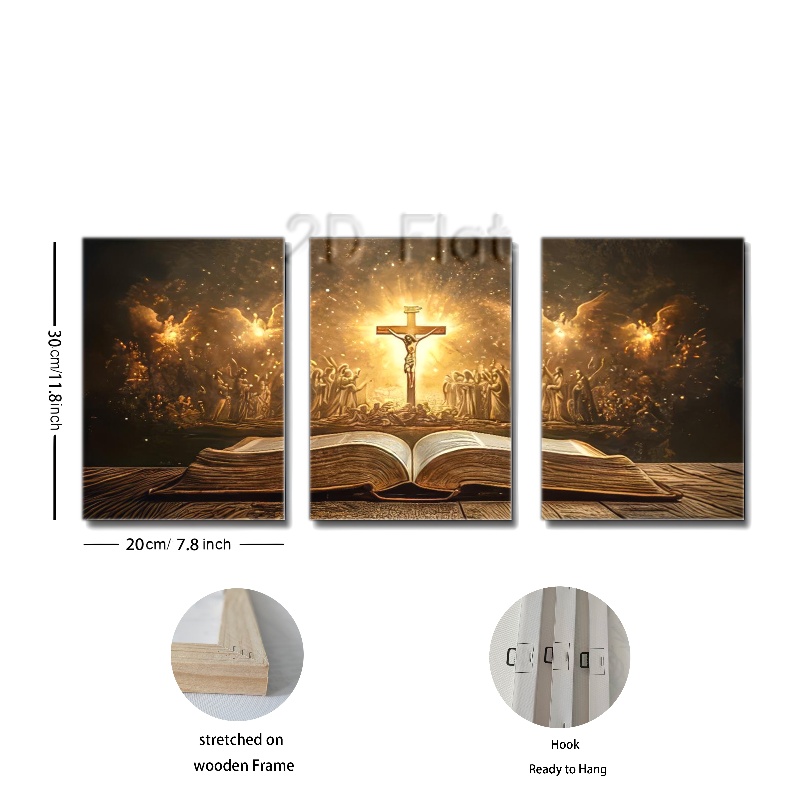 2D Flat
30cm/11.8inch
20cm/ 7.8 inch
stretched on
wooden Frame
Hook
Ready to Hang